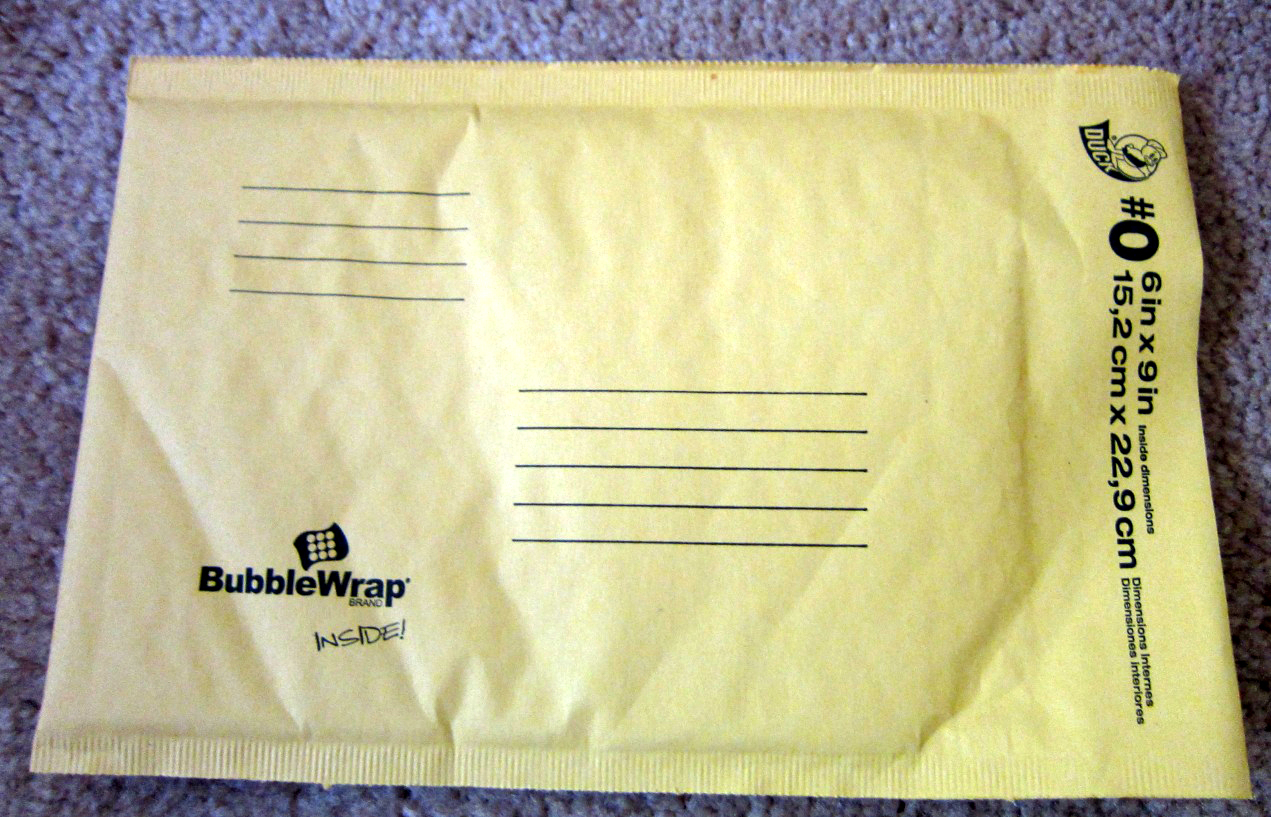 BubbleWrap®
BRAND
INSIDE!
DUCK®
#0
6 in x 9 in Inside dimensions
15,2 cm x 22,9 cm Dimensions internes
Dimensiones interiores